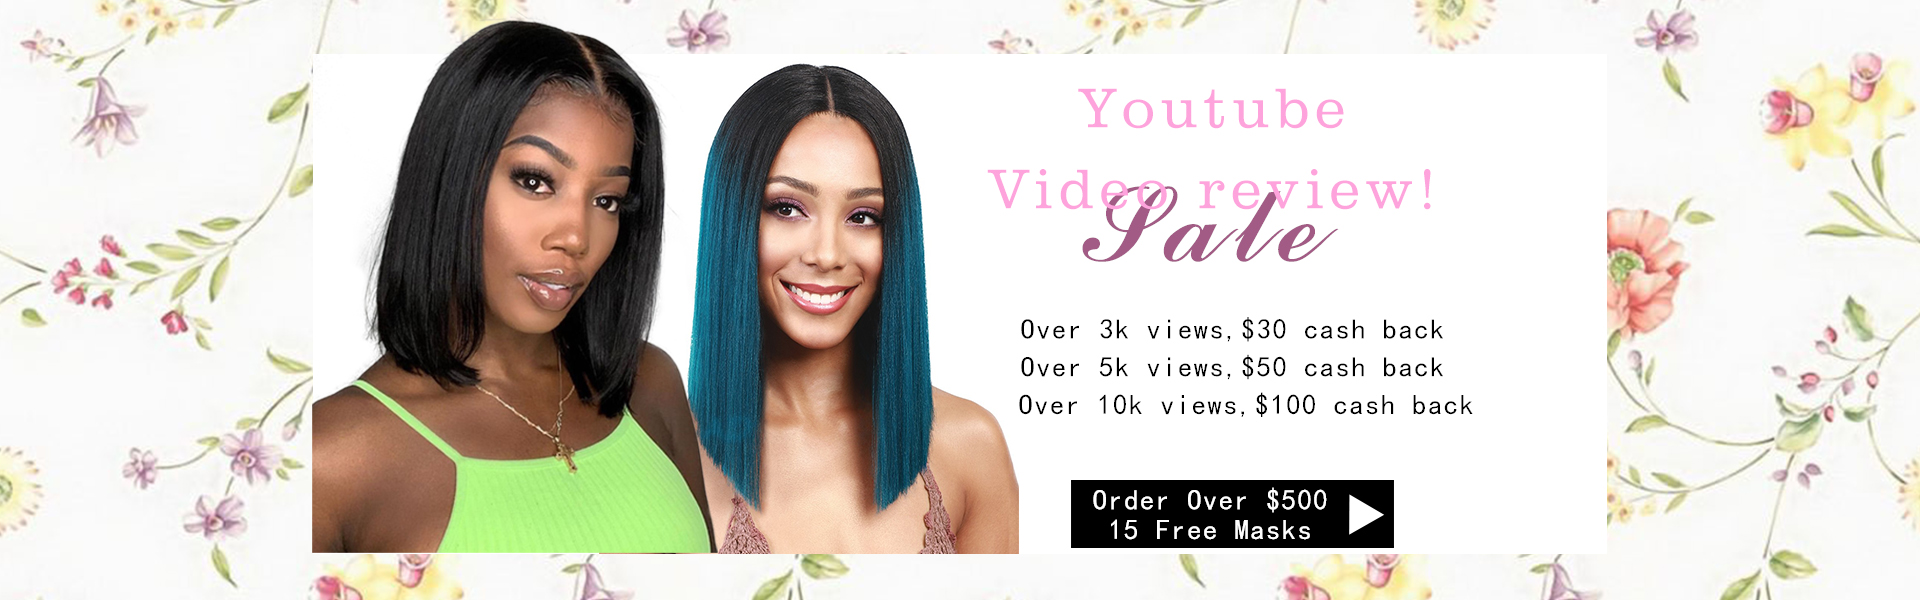 Youtube
Video review!
Sale
Over 3k views,$30 cash back
Over 5k views,$50 cash back
Over 10k views,$100 cash back
Order Over $500
15 Free Masks